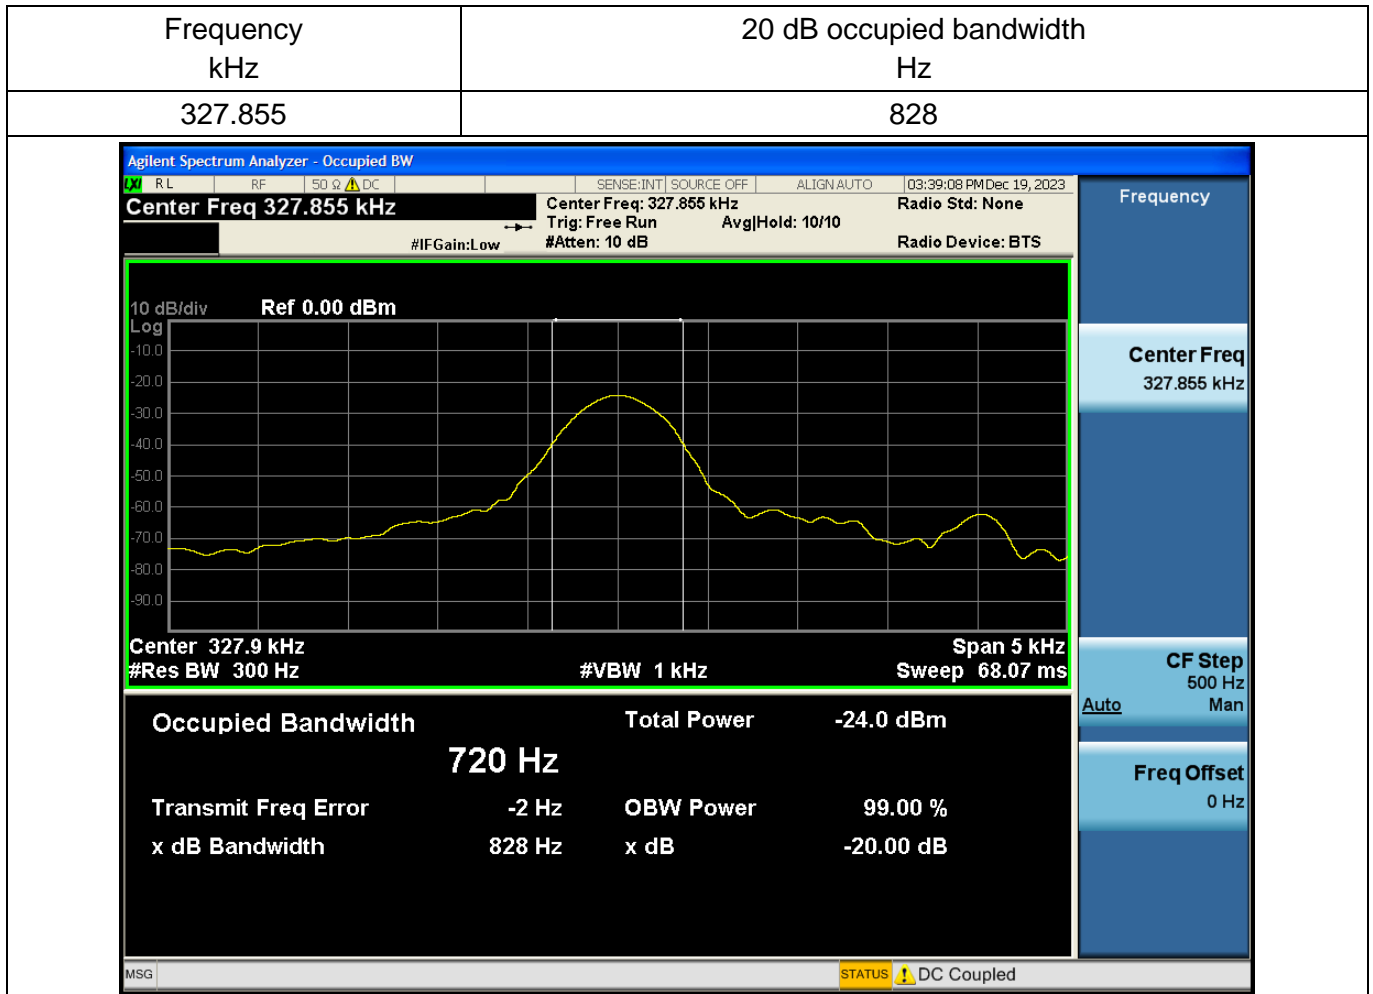 Frequency
kHz
20 dB occupied bandwidth
Hz
327.855
828
Agilent Spectrum Analyzer - Occupied BW
LXI RL RF 50 Ω DC SENSE:INT SOURCE OFF ALIGN AUTO 03:39:08 PM Dec 19, 2023
Center Freq 327.855 kHz
Center Freq: 327.855 kHz
Radio Std: None
Trig: Free Run Avg|Hold: 10/10
#IFGain:Low
#Atten: 10 dB
Radio Device: BTS
10 dB/div Ref 0.00 dBm
Log
-10.0
-20.0
-30.0
-40.0
-50.0
-60.0
-70.0
-80.0
-90.0
Center 327.9 kHz Span 5 kHz
#Res BW 300 Hz #VBW 1 kHz Sweep 68.07 ms
Occupied Bandwidth Total Power -24.0 dBm
720 Hz
Transmit Freq Error -2 Hz OBW Power 99.00 %
x dB Bandwidth 828 Hz x dB -20.00 dB
Frequency
Center Freq
327.855 kHz
CF Step
500 Hz
Auto Man
Freq Offset
0 Hz
MSG STATUS DC Coupled